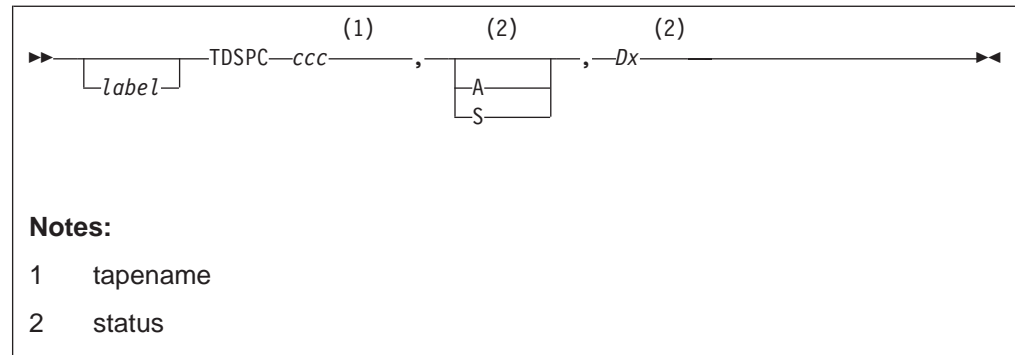 (1) (2) (2)
TDSPC ccc , , Dx
label A
S
Notes:
1 tapename
2 status